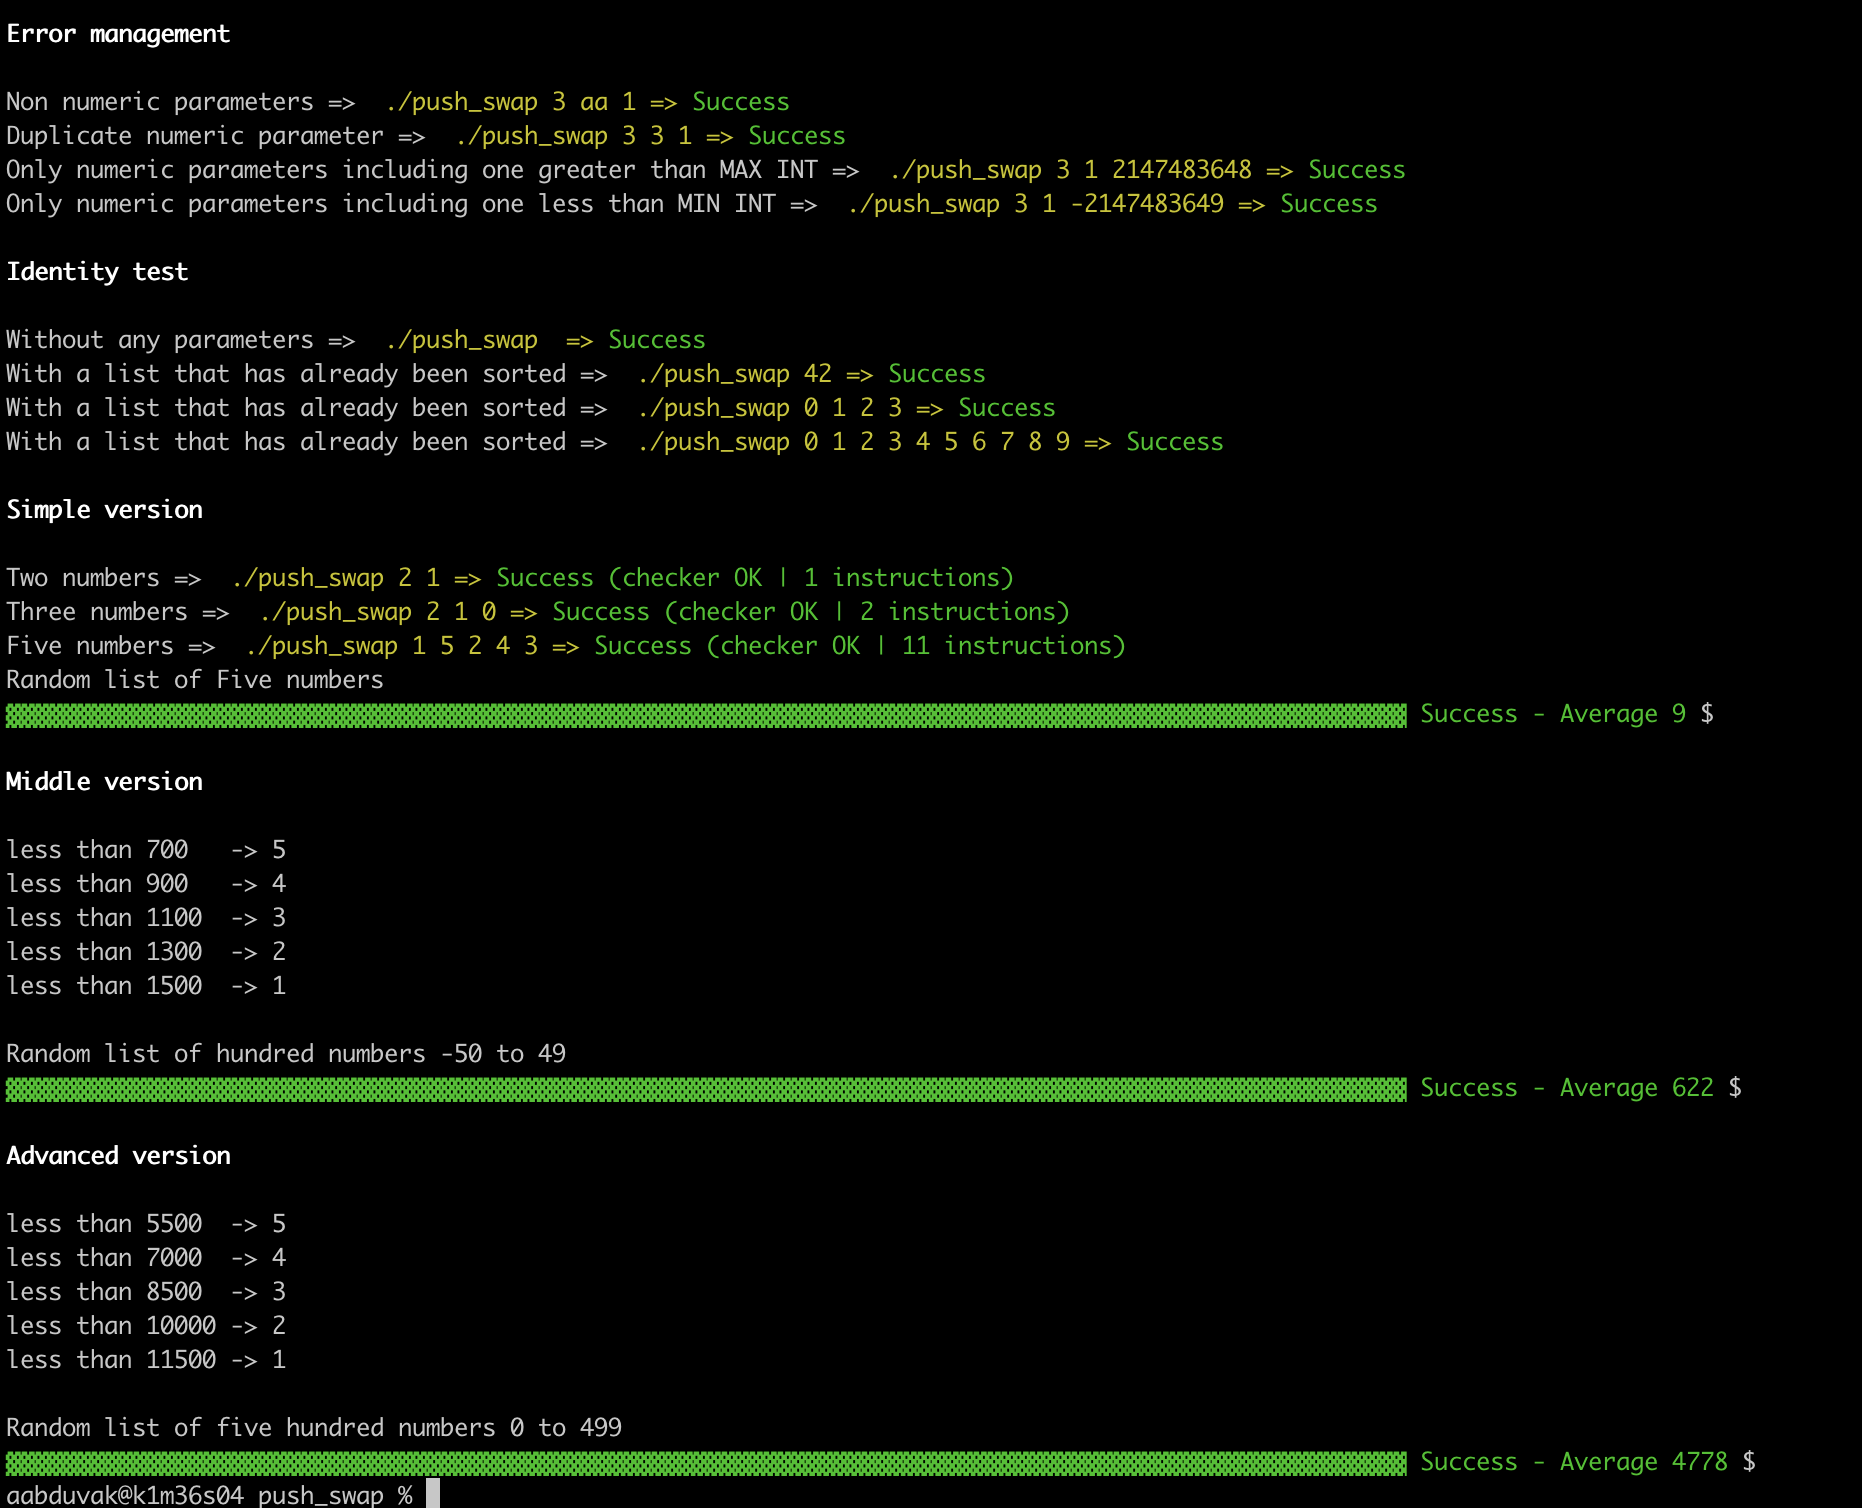 Error management
Non numeric parameters =>  ./push_swap 3 aa 1 => Success
Duplicate numeric parameter =>  ./push_swap 3 3 1 => Success
Only numeric parameters including one greater than MAX INT =>  ./push_swap 3 1 2147483648 => Success
Only numeric parameters including one less than MIN INT =>  ./push_swap 3 1 -2147483649 => Success
Identity test
Without any parameters =>  ./push_swap  => Success
With a list that has already been sorted =>  ./push_swap 42 => Success
With a list that has already been sorted =>  ./push_swap 0 1 2 3 => Success
With a list that has already been sorted =>  ./push_swap 0 1 2 3 4 5 6 7 8 9 => Success
Simple version
Two numbers =>  ./push_swap 2 1 => Success (checker OK | 1 instructions)
Three numbers =>  ./push_swap 2 1 0 => Success (checker OK | 2 instructions)
Five numbers =>  ./push_swap 1 5 2 4 3 => Success (checker OK | 11 instructions)
Random list of Five numbers
Success - Average 9 $
Middle version
less than 700   -> 5
less than 900   -> 4
less than 1100  -> 3
less than 1300  -> 2
less than 1500  -> 1
Random list of hundred numbers -50 to 49
Success - Average 622 $
Advanced version
less than 5500  -> 5
less than 7000  -> 4
less than 8500  -> 3
less than 10000 -> 2
less than 11500 -> 1
Random list of five hundred numbers 0 to 499
Success - Average 4778 $
aabduvak@k1m36s04 push_swap %